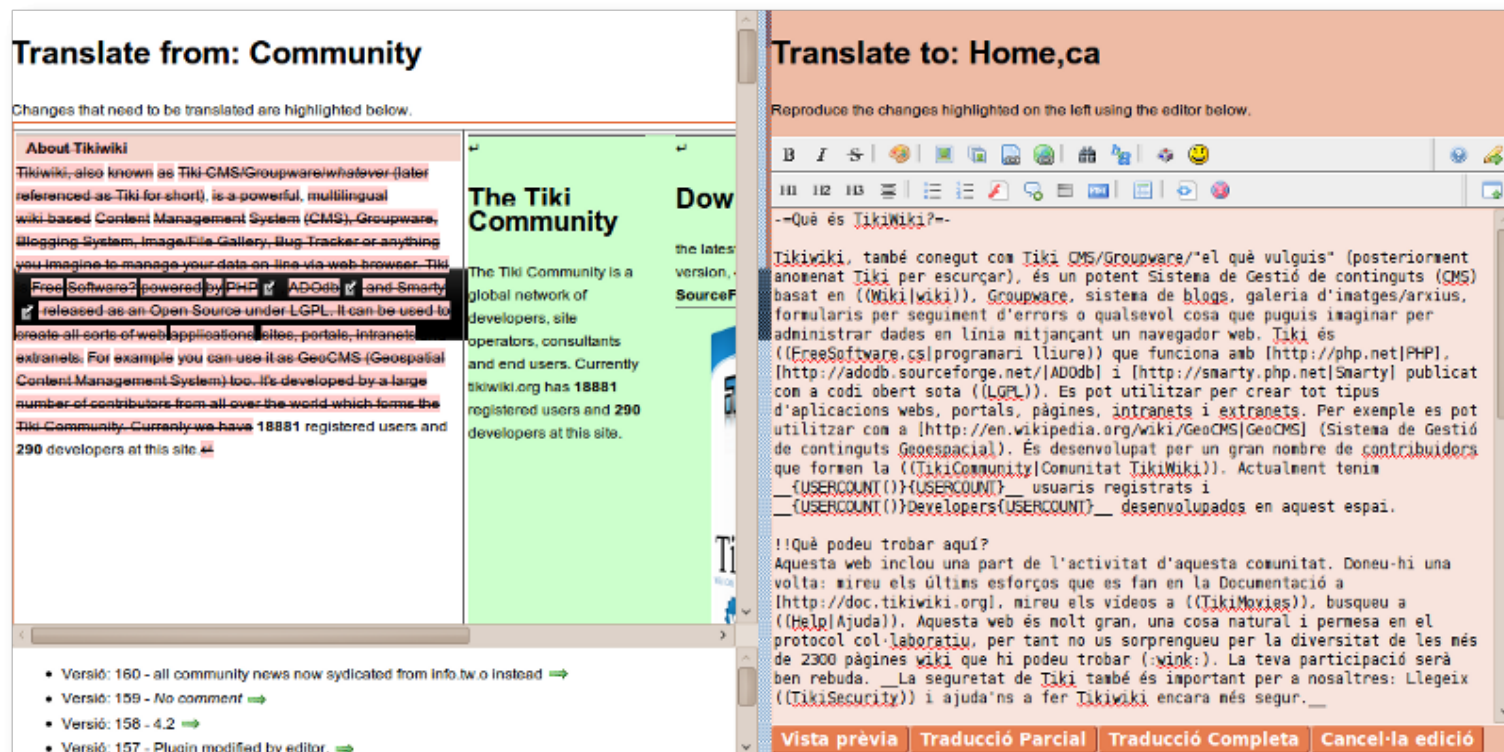 Translate from: Community
Changes that need to be translated are highlighted below.
About Tikiwiki
Tikiwiki, also known as Tiki CMS/Groupware/whatever (later
referenced as Tiki for short), is a powerful, multilingual
wiki based Content Management System (CMS), Groupware,
Blogging System, Image/File Gallery, Bug Tracker or anything
you imagine to manage your data on-line via web browser. Tiki
Free Software? powered by PHP ADOdb and Smarty
released as an Open Source under LGPL. It can be used to
create all sorts of web applications sites, portals, intranets
extranets. For example you can use it as GeoCMS (Geospatial
Content Management System) too. It's developed by a large
number of contributors from all over the world which forms the
Tiki Community. Currenly we have 18881 registered users and
290 developers at this site.
The Tiki
Community
The Tiki Community is a
global network of
developers, site
operators, consultants
and end users. Currently
tikiwiki.org has 18881
registered users and 290
developers at this site.
Dow
the lates
version,
SourceF
Ti
Versió: 160 - all community news now sydicated from info.tw.o instead
Versió: 159 - No comment
Versió: 158 - 4.2
Versió: 157 - Plugin modified by editor.
Translate to: Home,ca
Reproduce the changes highlighted on the left using the editor below.
B I S
H1 H2 H3
-=Què és TikiWiki?=-
Tikiwiki, també conegut com Tiki CMS/Groupware/"el què vulguis" (posteriorment
anomenat Tiki per escurçar), és un potent Sistema de Gestió de continguts (CMS)
basat en ((Wiki|wiki)), Groupware, sistema de blogs, galeria d'imatges/arxius,
formularis per seguiment d'errors o qualsevol cosa que puguis imaginar per
administrar dades en línia mitjançant un navegador web. Tiki és
((FreeSoftware.cs|programari lliure)) que funciona amb [http://php.net|PHP],
[http://adodb.sourceforge.net/|ADOdb] i [http://smarty.php.net|Smarty] publicat
com a codi obert sota ((LGPL)). Es pot utilitzar per crear tot tipus
d'aplicacions webs, portals, pàgines, intranets i extranets. Per exemple es pot
utilitzar com a [http://en.wikipedia.org/wiki/GeoCMS|GeoCMS] (Sistema de Gestió
de continguts Geoespacial). És desenvolupat per un gran nombre de contribuidors
que formen la ((TikiCommunity|Comunitat TikiWiki)). Actualment tenim
__{USERCOUNT()}{USERCOUNT}__ usuaris registrats i
__{USERCOUNT()}Developers{USERCOUNT}__ desenvolupados en aquest espai.
!!Què podeu trobar aquí?
Aquesta web inclou una part de l'activitat d'aquesta comunitat. Doneu-hi una
volta: mireu els últims esforços que es fan en la Documentació a
[http://doc.tikiwiki.org], mireu els vídeos a ((TikiMovies)), busqueu a
((Help|Ajuda)). Aquesta web és molt gran, una cosa natural i permesa en el
protocol col·laboratiu, per tant no us sorprengueu per la diversitat de les més
de 2300 pàgines wiki que hi podeu trobar (:wink:). La teva participació serà
ben rebuda. __La seguretat de Tiki també és important per a nosaltres: Llegeix
((TikiSecurity)) i ajuda'ns a fer Tikiwiki encara més segur.__
Vista prèvia Traducció Parcial Traducció Completa Cancel·la edició